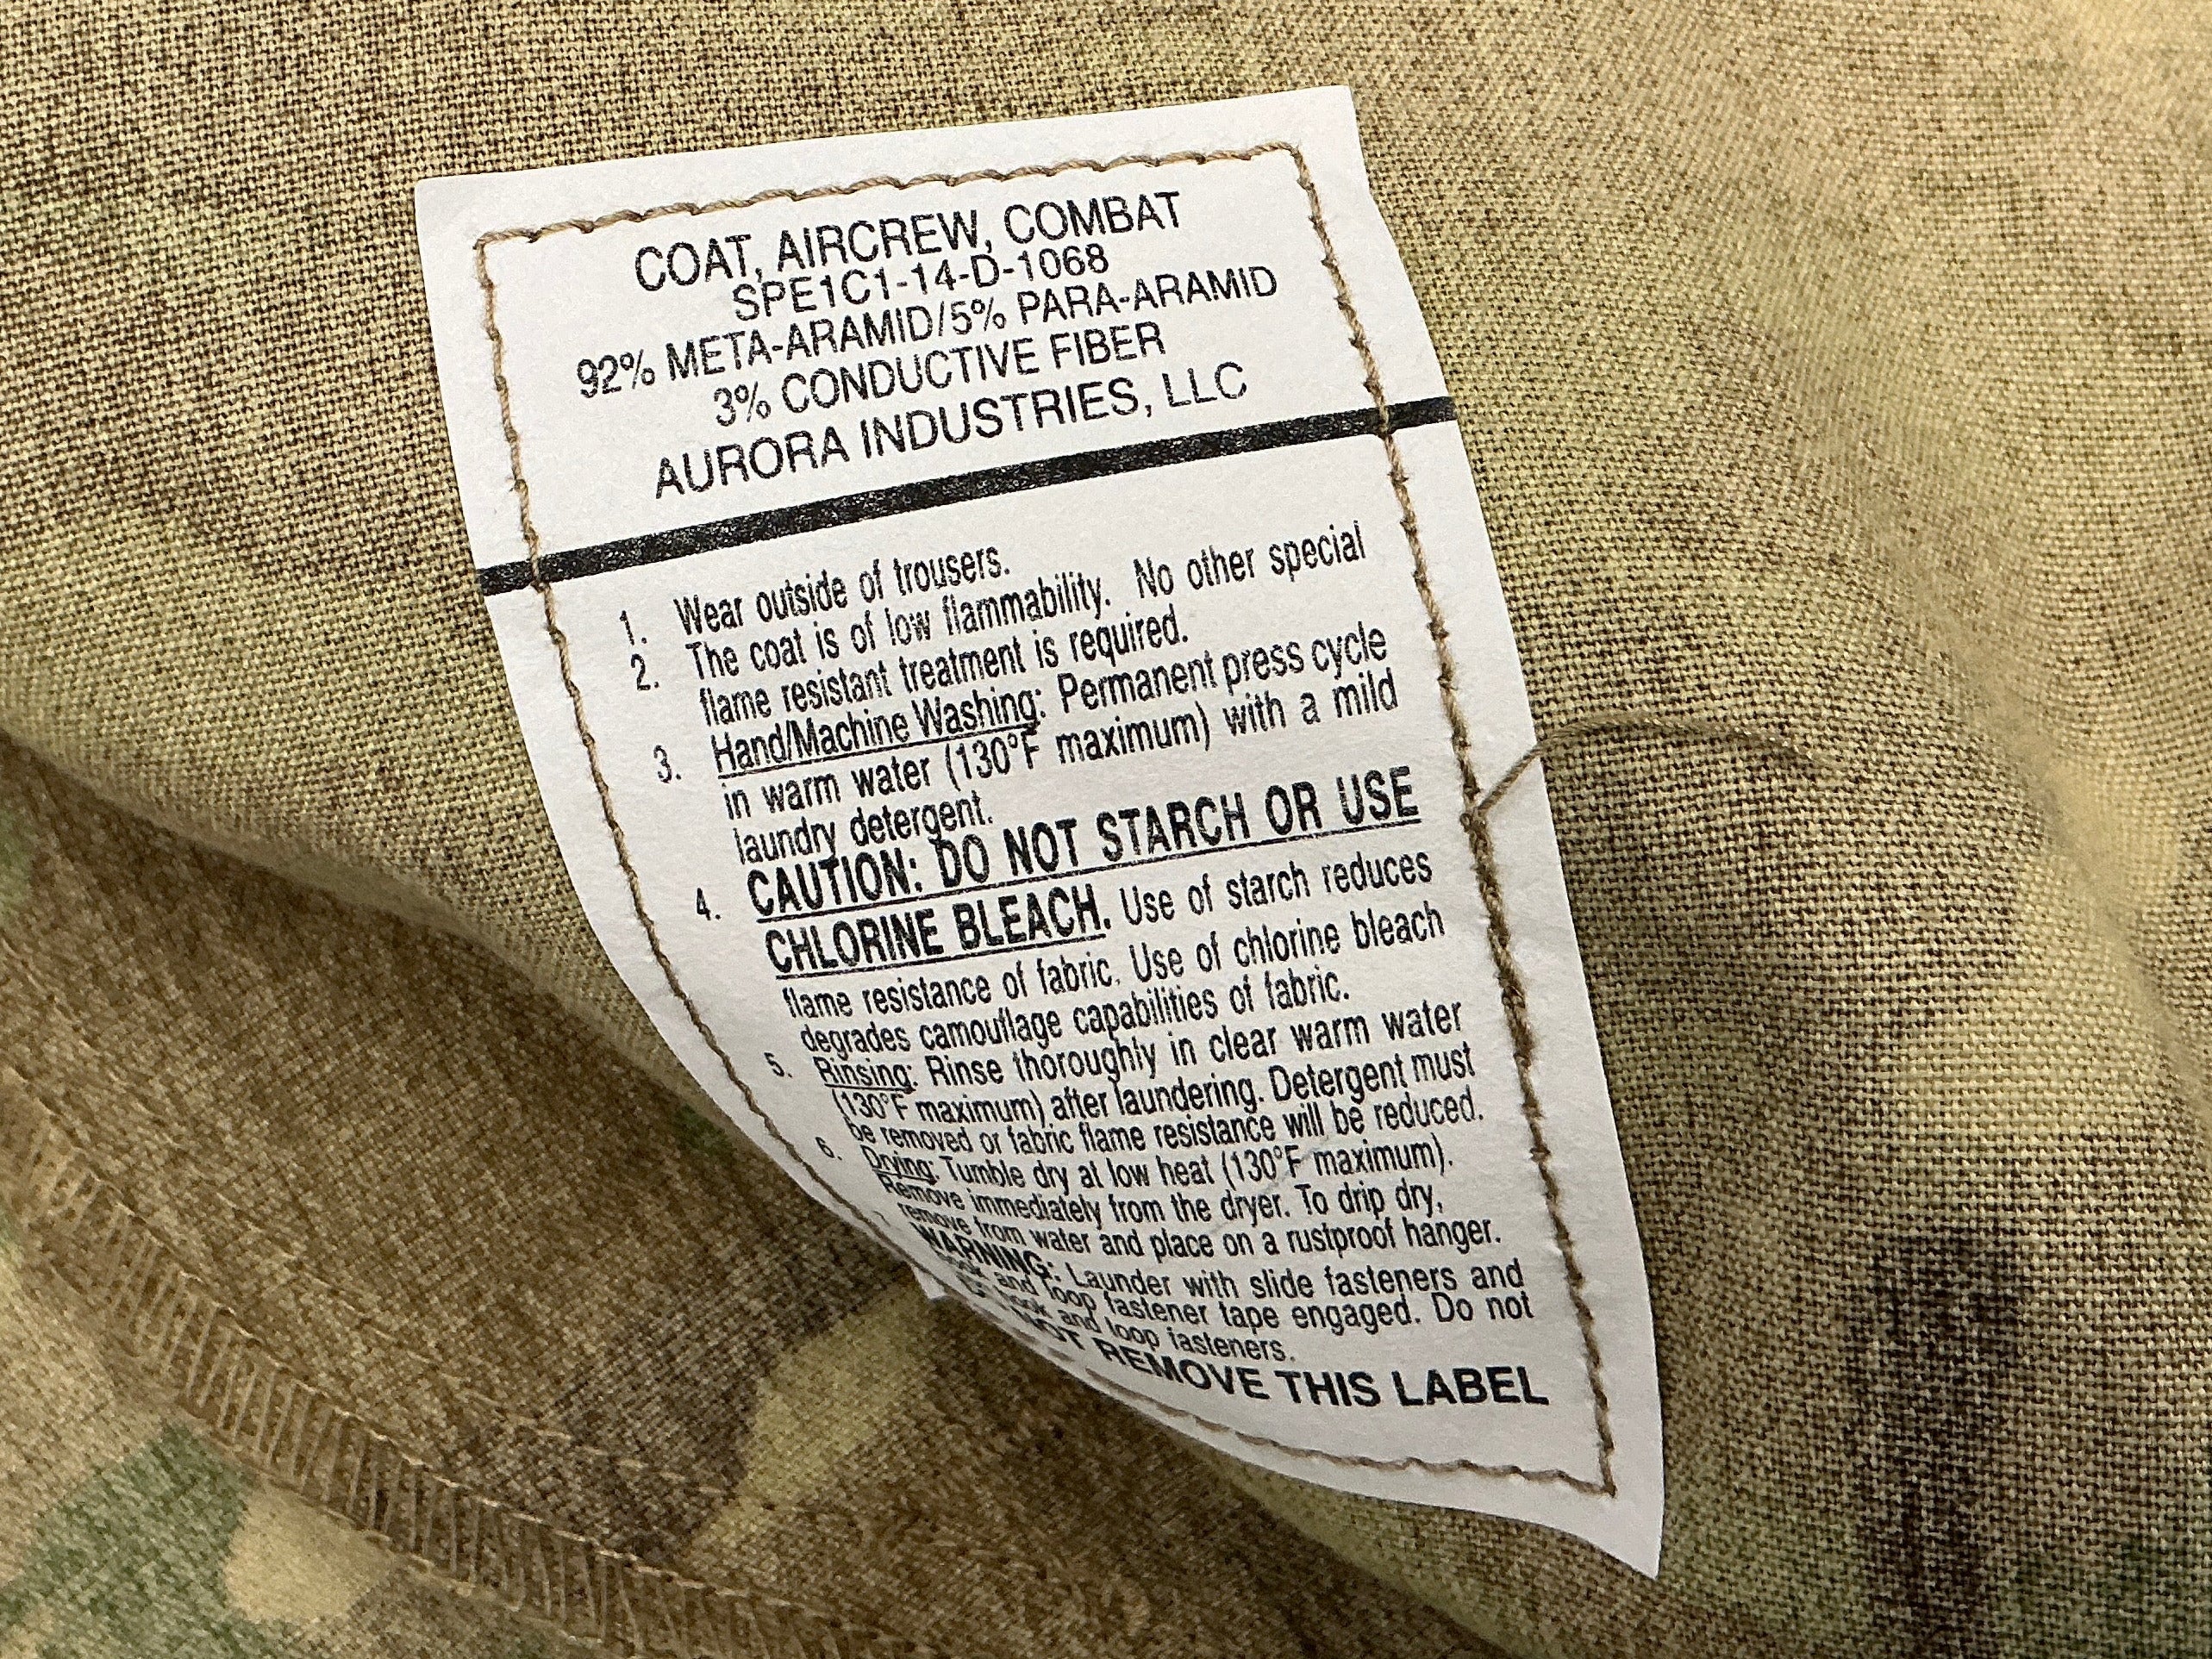 COAT, AIRCREW, COMBAT
SPE1C1-14-D-1068
92% META-ARAMID/5% PARA-ARAMID
3% CONDUCTIVE FIBER
AURORA INDUSTRIES, LLC
1. Wear outside of trousers.
2. The coat is of low flammability. No other special
flame resistant treatment is required.
3. Hand/Machine Washing: Permanent press cycle
in warm water (130°F maximum) with a mild
laundry detergent.
4. CAUTION: DO NOT STARCH OR USE
CHLORINE BLEACH. Use of starch reduces
flame resistance of fabric. Use of chlorine bleach
degrades camouflage capabilities of fabric.
5. Rinsing: Rinse thoroughly in clear warm water
(130°F maximum) after laundering. Detergent must
be removed or fabric flame resistance will be reduced.
6. Drying: Tumble dry at low heat (130°F maximum).
Remove immediately from the dryer. To drip dry,
remove from water and place on a rustproof hanger.
WARNING: Launder with slide fasteners and
and loop fastener tape engaged. Do not
hook and loop fasteners.
NOT REMOVE THIS LABEL